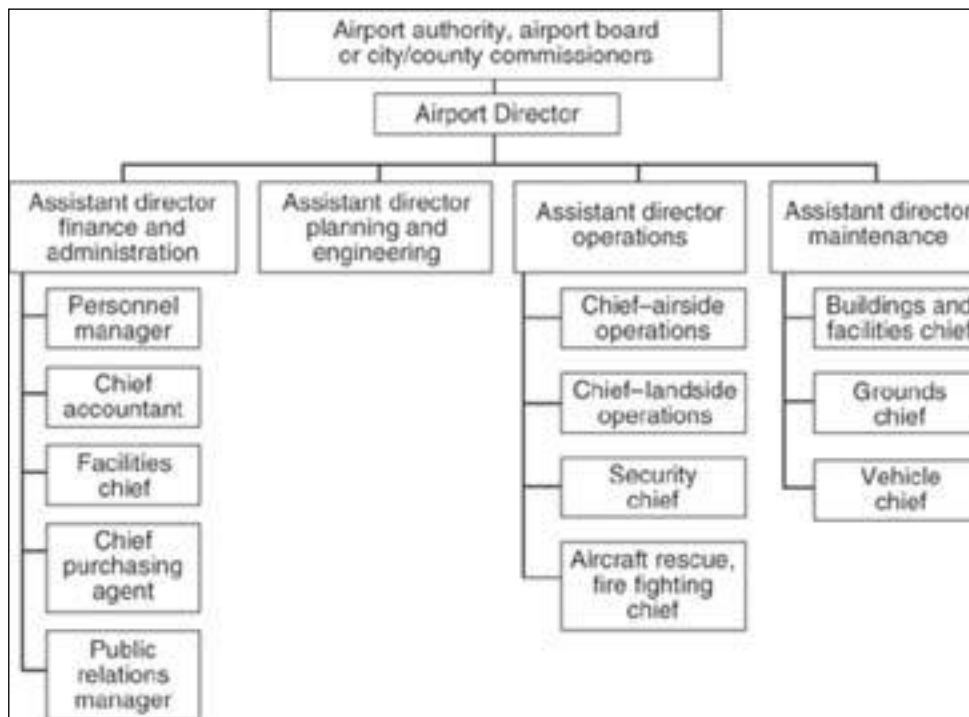 Airport authority, airport board
or city/county commissioners
Airport Director
Assistant director
finance and
administration
Assistant director
planning and
engineering
Assistant director
operations
Assistant director
maintenance
Personnel
manager
Chief
accountant
Facilities
chief
Chief
purchasing
agent
Public
relations
manager
Chief–airside
operations
Chief–landside
operations
Security
chief
Aircraft rescue,
fire fighting
chief
Buildings and
facilities chief
Grounds
chief
Vehicle
chief